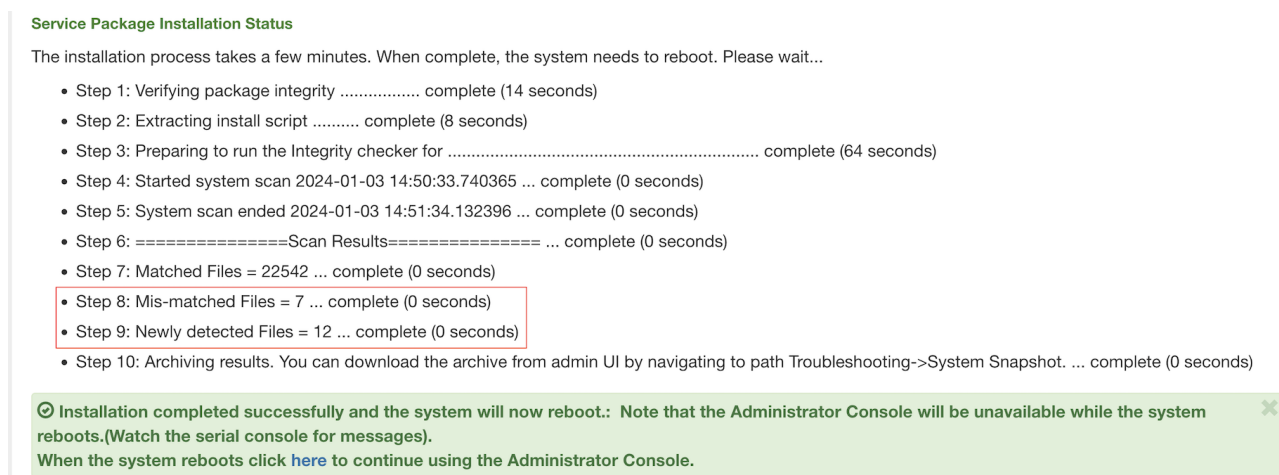 Service Package Installation Status
The installation process takes a few minutes. When complete, the system needs to reboot. Please wait...
• Step 1: Verifying package integrity ................. complete (14 seconds)
• Step 2: Extracting install script .......... complete (8 seconds)
• Step 3: Preparing to run the Integrity checker for .................................................................. complete (64 seconds)
• Step 4: Started system scan 2024-01-03 14:50:33.740365 ... complete (0 seconds)
• Step 5: System scan ended 2024-01-03 14:51:34.132396 ... complete (0 seconds)
• Step 6: ===============Scan Results=============== ... complete (0 seconds)
• Step 7: Matched Files = 22542 ... complete (0 seconds)
• Step 8: Mis-matched Files = 7 ... complete (0 seconds)
• Step 9: Newly detected Files = 12 ... complete (0 seconds)
• Step 10: Archiving results. You can download the archive from admin UI by navigating to path Troubleshooting->System Snapshot. ... complete (0 seconds)
Installation completed successfully and the system will now reboot.: Note that the Administrator Console will be unavailable while the system
reboots.(Watch the serial console for messages).
When the system reboots click here to continue using the Administrator Console.